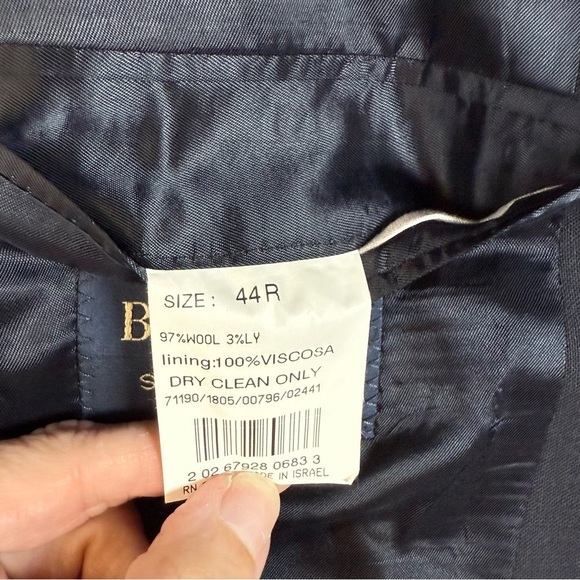 B
S
SIZE: 44R
97%WOOL 3%LY
lining:100%VISCOSA
DRY CLEAN ONLY
71190/1805/00796/02441
2 02 67928 0683 3
RN IN ISRAEL